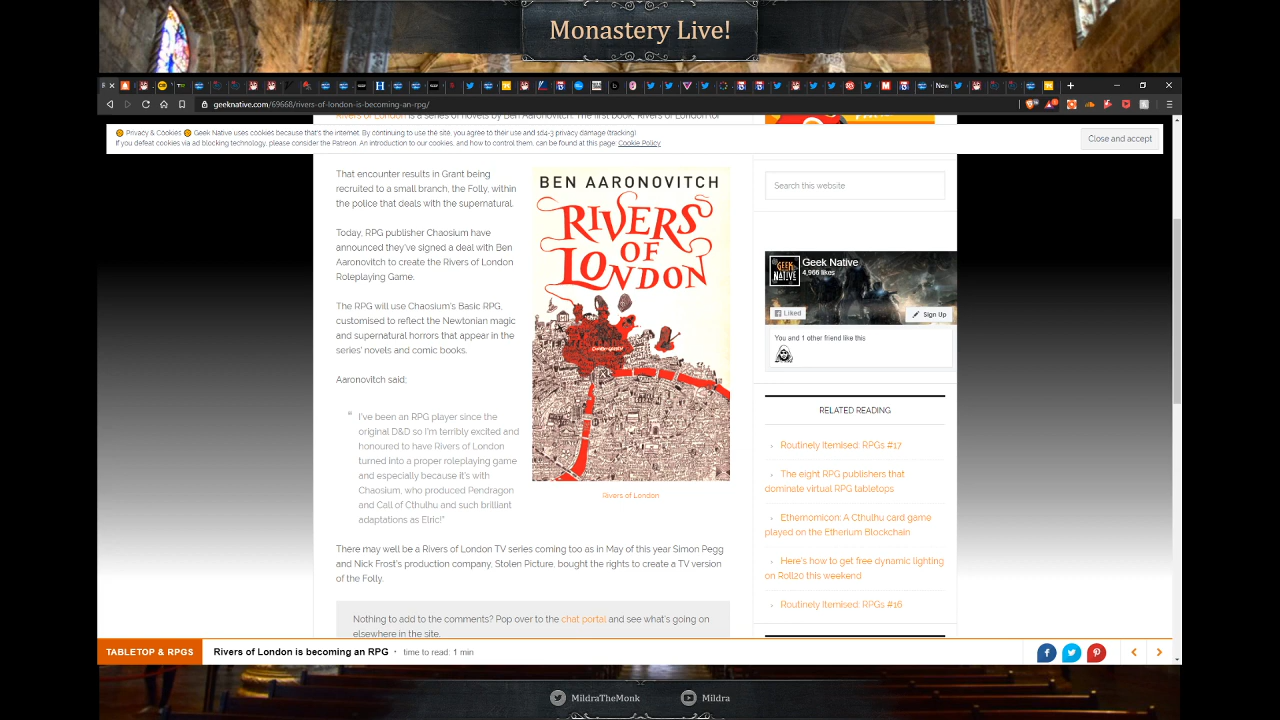 Monastery Live!
New
geeknative.com/69668/rivers-of-london-is-becoming-an-rpg/
Rivers of London is a series of novels by Ben Aaronovitch. The first book, Rivers of London for
Privacy & Cookies Geek Native uses cookies because that's the internet. By continuing to use the site, you agree to their use and 1d4-3 privacy damage (tracking)
If you defeat cookies via ad blocking technology, please consider the Patreon. An introduction to our cookies, and how to control them, can be found at this page: Cookie Policy
Close and accept
That encounter results in Grant being
recruited to a small branch, the Folly, within
the police that deals with the supernatural.
Today, RPG publisher Chaosium have
announced they've signed a deal with Ben
Aaronovitch to create the Rivers of London
Roleplaying Game.
The RPG will use Chaosium's Basic RPG,
customised to reflect the Newtonian magic
and supernatural horrors that appear in the
series' novels and comic books.
Aaronovitch said;
I've been an RPG player since the
original D&D so I'm terribly excited and
honoured to have Rivers of London
turned into a proper roleplaying game
and especially because it's with
Chaosium, who produced Pendragon
and Call of Cthulhu and such brilliant
adaptations as Elric!"
BEN AARONOVITCH
RIVERS
OF
LONDON
Rivers of London
There may well be a Rivers of London TV series coming too as in May of this year Simon Pegg
and Nick Frost's production company, Stolen Picture, bought the rights to create a TV version
of the Folly.
Nothing to add to the comments? Pop over to the chat portal and see what's going on
elsewhere in the site.
Search this website
GEEK
NATIVE
Geek Native
4,966 likes
Liked
Sign Up
You and 1 other friend like this
RELATED READING
Routinely Itemised: RPGs #17
The eight RPG publishers that
dominate virtual RPG tabletops
Ethernomicon: A Cthulhu card game
played on the Etherium Blockchain
Here's how to get free dynamic lighting
on Roll20 this weekend
Routinely Itemised: RPGs #16
TABLETOP & RPGS
Rivers of London is becoming an RPG • time to read: 1 min
MildraTheMonk
Mildra